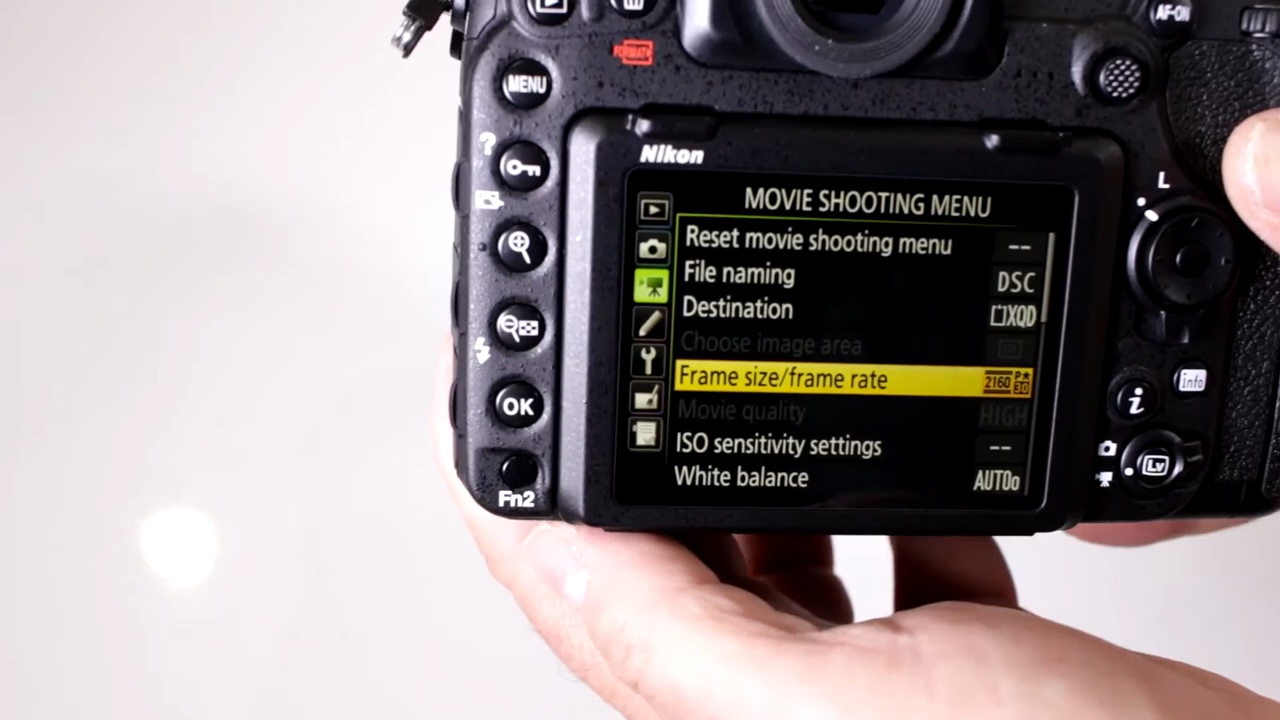 AF-ON
FORMAT
MENU
?
Nikon
L
MOVIE SHOOTING MENU
Reset movie shooting menu --
File naming DSC
Destination XQD
Choose image area
Frame size/frame rate 2160 P★ 30
Movie quality HIGH
ISO sensitivity settings --
White balance AUTO0
info
i
OK
Lv
Fn2